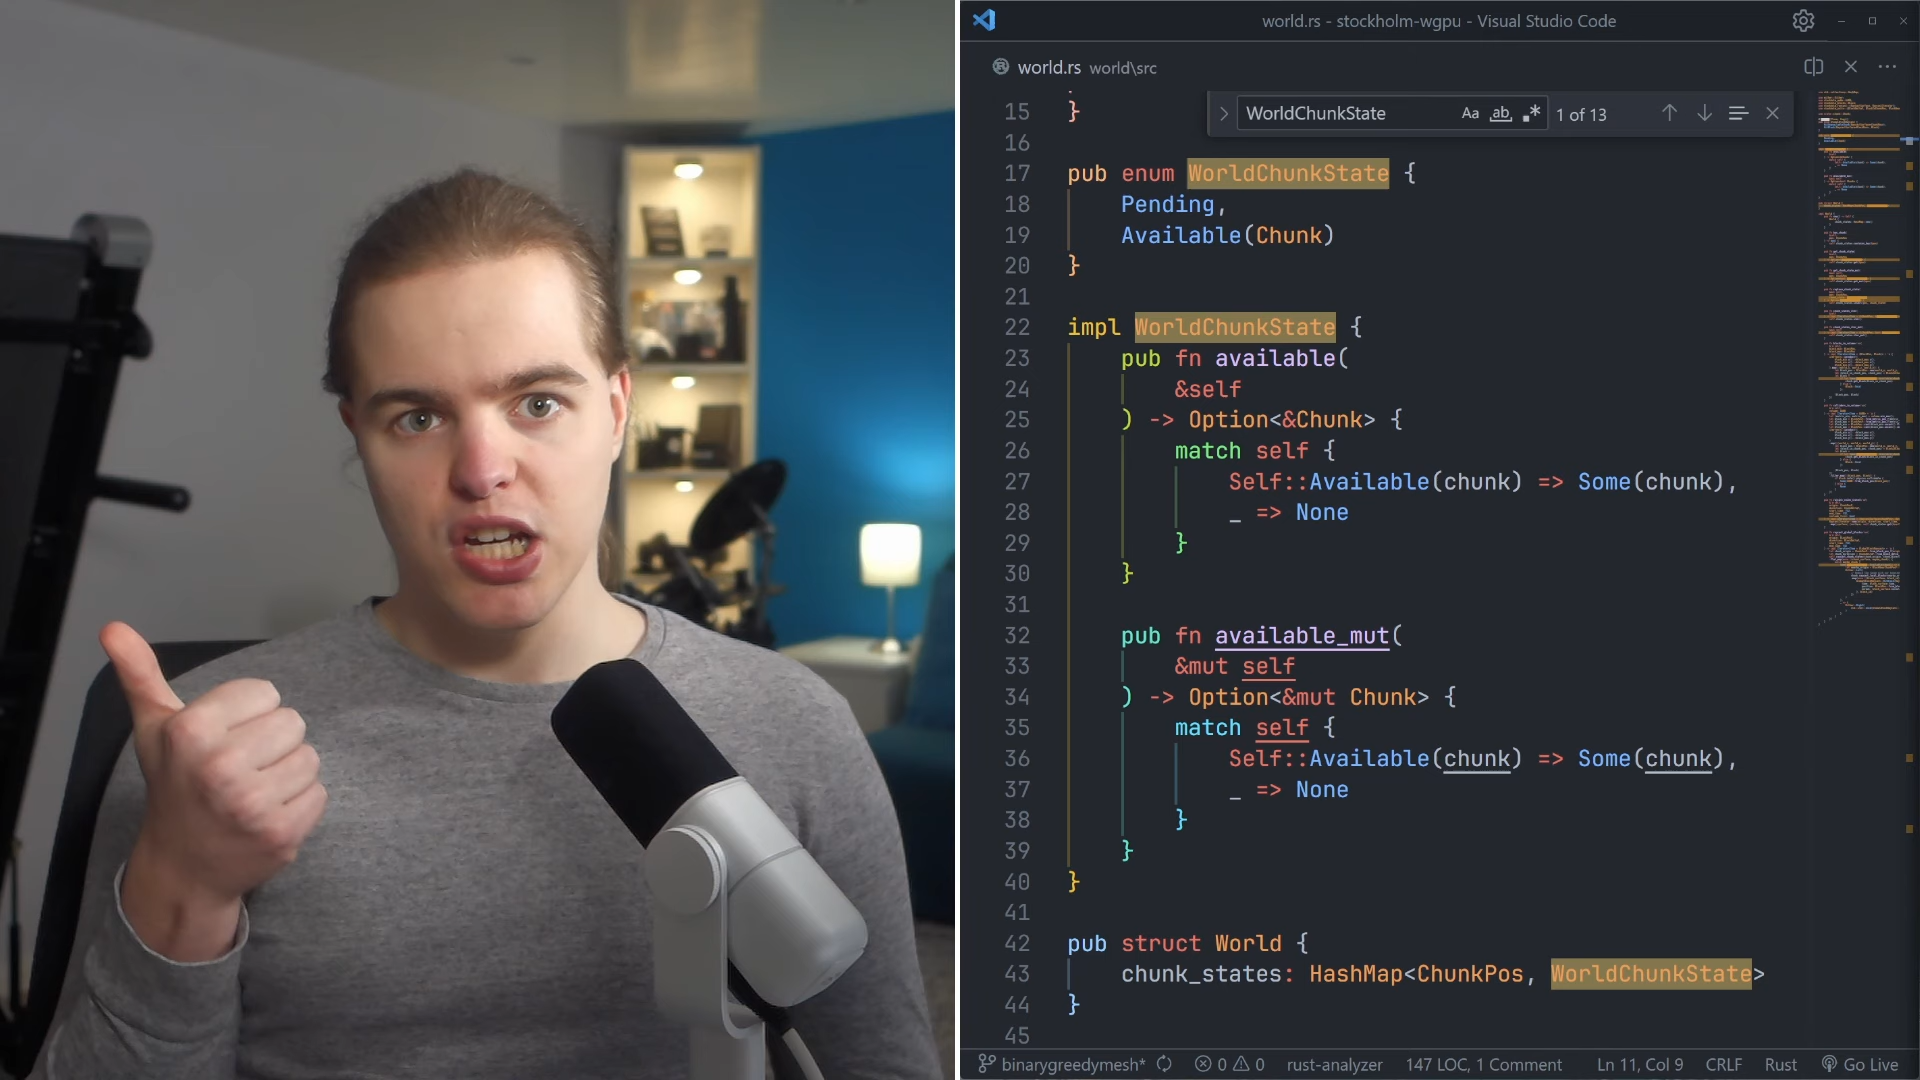 world.rs - stockholm-wgpu - Visual Studio Code
world.rs world\src
WorldChunkState Aa ab .* 1 of 13
15 }
16
17 pub enum WorldChunkState {
18 Pending,
19 Available(Chunk)
20 }
21
22 impl WorldChunkState {
23 pub fn available(
24 &self
25 ) -> Option<&Chunk> {
26 match self {
27 Self::Available(chunk) => Some(chunk),
28 _ => None
29 }
30 }
31
32 pub fn available_mut(
33 &mut self
34 ) -> Option<&mut Chunk> {
35 match self {
36 Self::Available(chunk) => Some(chunk),
37 _ => None
38 }
39 }
40 }
41
42 pub struct World {
43 chunk_states: HashMap<ChunkPos, WorldChunkState>
44 }
45
binarygreedymesh* 0 0 rust-analyzer 147 LOC, 1 Comment Ln 11, Col 9 CRLF Rust Go Live